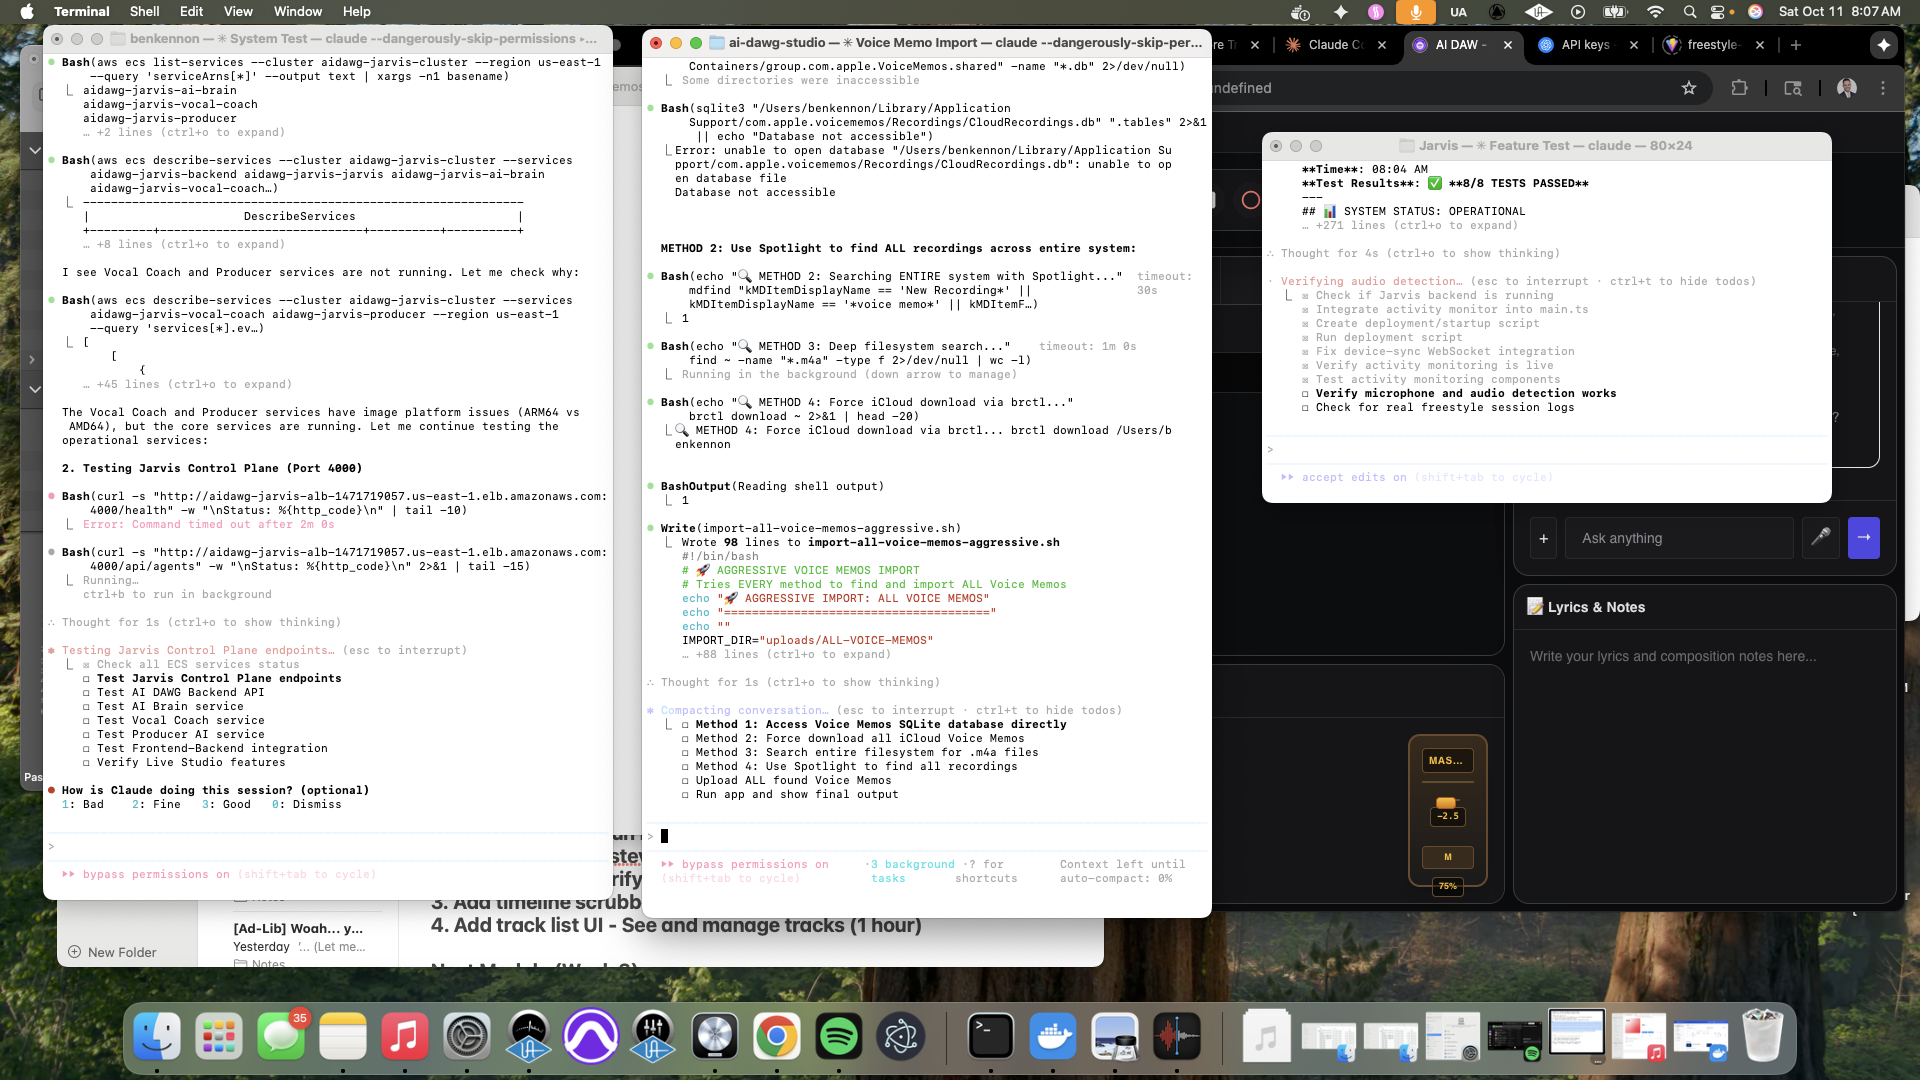 Terminal Shell Edit View Window Help
UA Sat Oct 11 8:07 AM
benkennon — ✳ System Test — claude --dangerously-skip-permissions ▸...
Bash(aws ecs list-services --cluster aidawg-jarvis-cluster --region us-east-1
--query 'serviceArns[*]' --output text | xargs -n1 basename)
aidawg-jarvis-ai-brain
aidawg-jarvis-vocal-coach
aidawg-jarvis-producer
… +2 lines (ctrl+o to expand)
Bash(aws ecs describe-services --cluster aidawg-jarvis-cluster --services
aidawg-jarvis-backend aidawg-jarvis-jarvis aidawg-jarvis-ai-brain
aidawg-jarvis-vocal-coach…)
| DescribeServices |
… +8 lines (ctrl+o to expand)
I see Vocal Coach and Producer services are not running. Let me check why:
Bash(aws ecs describe-services --cluster aidawg-jarvis-cluster --services
aidawg-jarvis-vocal-coach aidawg-jarvis-producer --region us-east-1
--query 'services[*].ev…)
[
[
{
… +45 lines (ctrl+o to expand)
The Vocal Coach and Producer services have image platform issues (ARM64 vs
AMD64), but the core services are running. Let me continue testing the
operational services:
2. Testing Jarvis Control Plane (Port 4000)
Bash(curl -s "http://aidawg-jarvis-alb-1471719057.us-east-1.elb.amazonaws.com:
4000/health" -w "\nStatus: %{http_code}\n" | tail -10)
Error: Command timed out after 2m 0s
Bash(curl -s "http://aidawg-jarvis-alb-1471719057.us-east-1.elb.amazonaws.com:
4000/api/agents" -w "\nStatus: %{http_code}\n" 2>&1 | tail -15)
Running…
ctrl+b to run in background
∴ Thought for 1s (ctrl+o to show thinking)
✱ Testing Jarvis Control Plane endpoints… (esc to interrupt)
☒ Check all ECS services status
☐ Test Jarvis Control Plane endpoints
☐ Test AI DAWG Backend API
☐ Test AI Brain service
☐ Test Vocal Coach service
☐ Test Producer AI service
☐ Test Frontend-Backend integration
☐ Verify Live Studio features
● How is Claude doing this session? (optional)
1: Bad 2: Fine 3: Good 0: Dismiss
>
▸▸ bypass permissions on (shift+tab to cycle)
ai-dawg-studio — ✳ Voice Memo Import — claude --dangerously-skip-per...
Containers/group.com.apple.VoiceMemos.shared" -name "*.db" 2>/dev/null)
Some directories were inaccessible
Bash(sqlite3 "/Users/benkennon/Library/Application
Support/com.apple.voicememos/Recordings/CloudRecordings.db" ".tables" 2>&1
|| echo "Database not accessible")
Error: unable to open database "/Users/benkennon/Library/Application Su
pport/com.apple.voicememos/Recordings/CloudRecordings.db": unable to op
en database file
Database not accessible
METHOD 2: Use Spotlight to find ALL recordings across entire system:
Bash(echo "🔍 METHOD 2: Searching ENTIRE system with Spotlight..." timeout:
mdfind "kMDItemDisplayName == 'New Recording*' || 30s
kMDItemDisplayName == '*voice memo*' || kMDItemF…)
1
Bash(echo "🔍 METHOD 3: Deep filesystem search..." timeout: 1m 0s
find ~ -name "*.m4a" -type f 2>/dev/null | wc -l)
Running in the background (down arrow to manage)
Bash(echo "🔍 METHOD 4: Force iCloud download via brctl..."
brctl download ~ 2>&1 | head -20)
🔍 METHOD 4: Force iCloud download via brctl... brctl download /Users/b
enkennon
BashOutput(Reading shell output)
1
Write(import-all-voice-memos-aggressive.sh)
Wrote 98 lines to import-all-voice-memos-aggressive.sh
#!/bin/bash
# 🚀 AGGRESSIVE VOICE MEMOS IMPORT
# Tries EVERY method to find and import ALL Voice Memos
echo "🚀 AGGRESSIVE IMPORT: ALL VOICE MEMOS"
echo "======================================"
echo ""
IMPORT_DIR="uploads/ALL-VOICE-MEMOS"
… +88 lines (ctrl+o to expand)
∴ Thought for 1s (ctrl+o to show thinking)
✱ Compacting conversation… (esc to interrupt · ctrl+t to hide todos)
☐ Method 1: Access Voice Memos SQLite database directly
☐ Method 2: Force download all iCloud Voice Memos
☐ Method 3: Search entire filesystem for .m4a files
☐ Method 4: Use Spotlight to find all recordings
☐ Upload ALL found Voice Memos
☐ Run app and show final output
>
▸▸ bypass permissions on · 3 background · ? for Context left until
(shift+tab to cycle) tasks shortcuts auto-compact: 0%
Claude Co AI DAW - API keys - freestyle-
undefined
Jarvis — ✳ Feature Test — claude — 80×24
**Time**: 08:04 AM
**Test Results**: ✅ **8/8 TESTS PASSED**
---
## 📊 SYSTEM STATUS: OPERATIONAL
… +271 lines (ctrl+o to expand)
∴ Thought for 4s (ctrl+o to show thinking)
· Verifying audio detection… (esc to interrupt · ctrl+t to hide todos)
☒ Check if Jarvis backend is running
☒ Integrate activity monitor into main.ts
☒ Create deployment/startup script
☒ Run deployment script
☒ Fix device-sync WebSocket integration
☒ Verify activity monitoring is live
☒ Test activity monitoring components
☐ Verify microphone and audio detection works
☐ Check for real freestyle session logs
>
▸▸ accept edits on (shift+tab to cycle)
+ Ask anything →
📝 Lyrics & Notes
Write your lyrics and composition notes here...
MAS...
-2.5
M
75%
Pas
3. Add timeline scrubb
4. Add track list UI - See and manage tracks (1 hour)
Notes
[Ad-Lib] Woah... y...
Yesterday '... (Let me...
Notes
New Folder
35